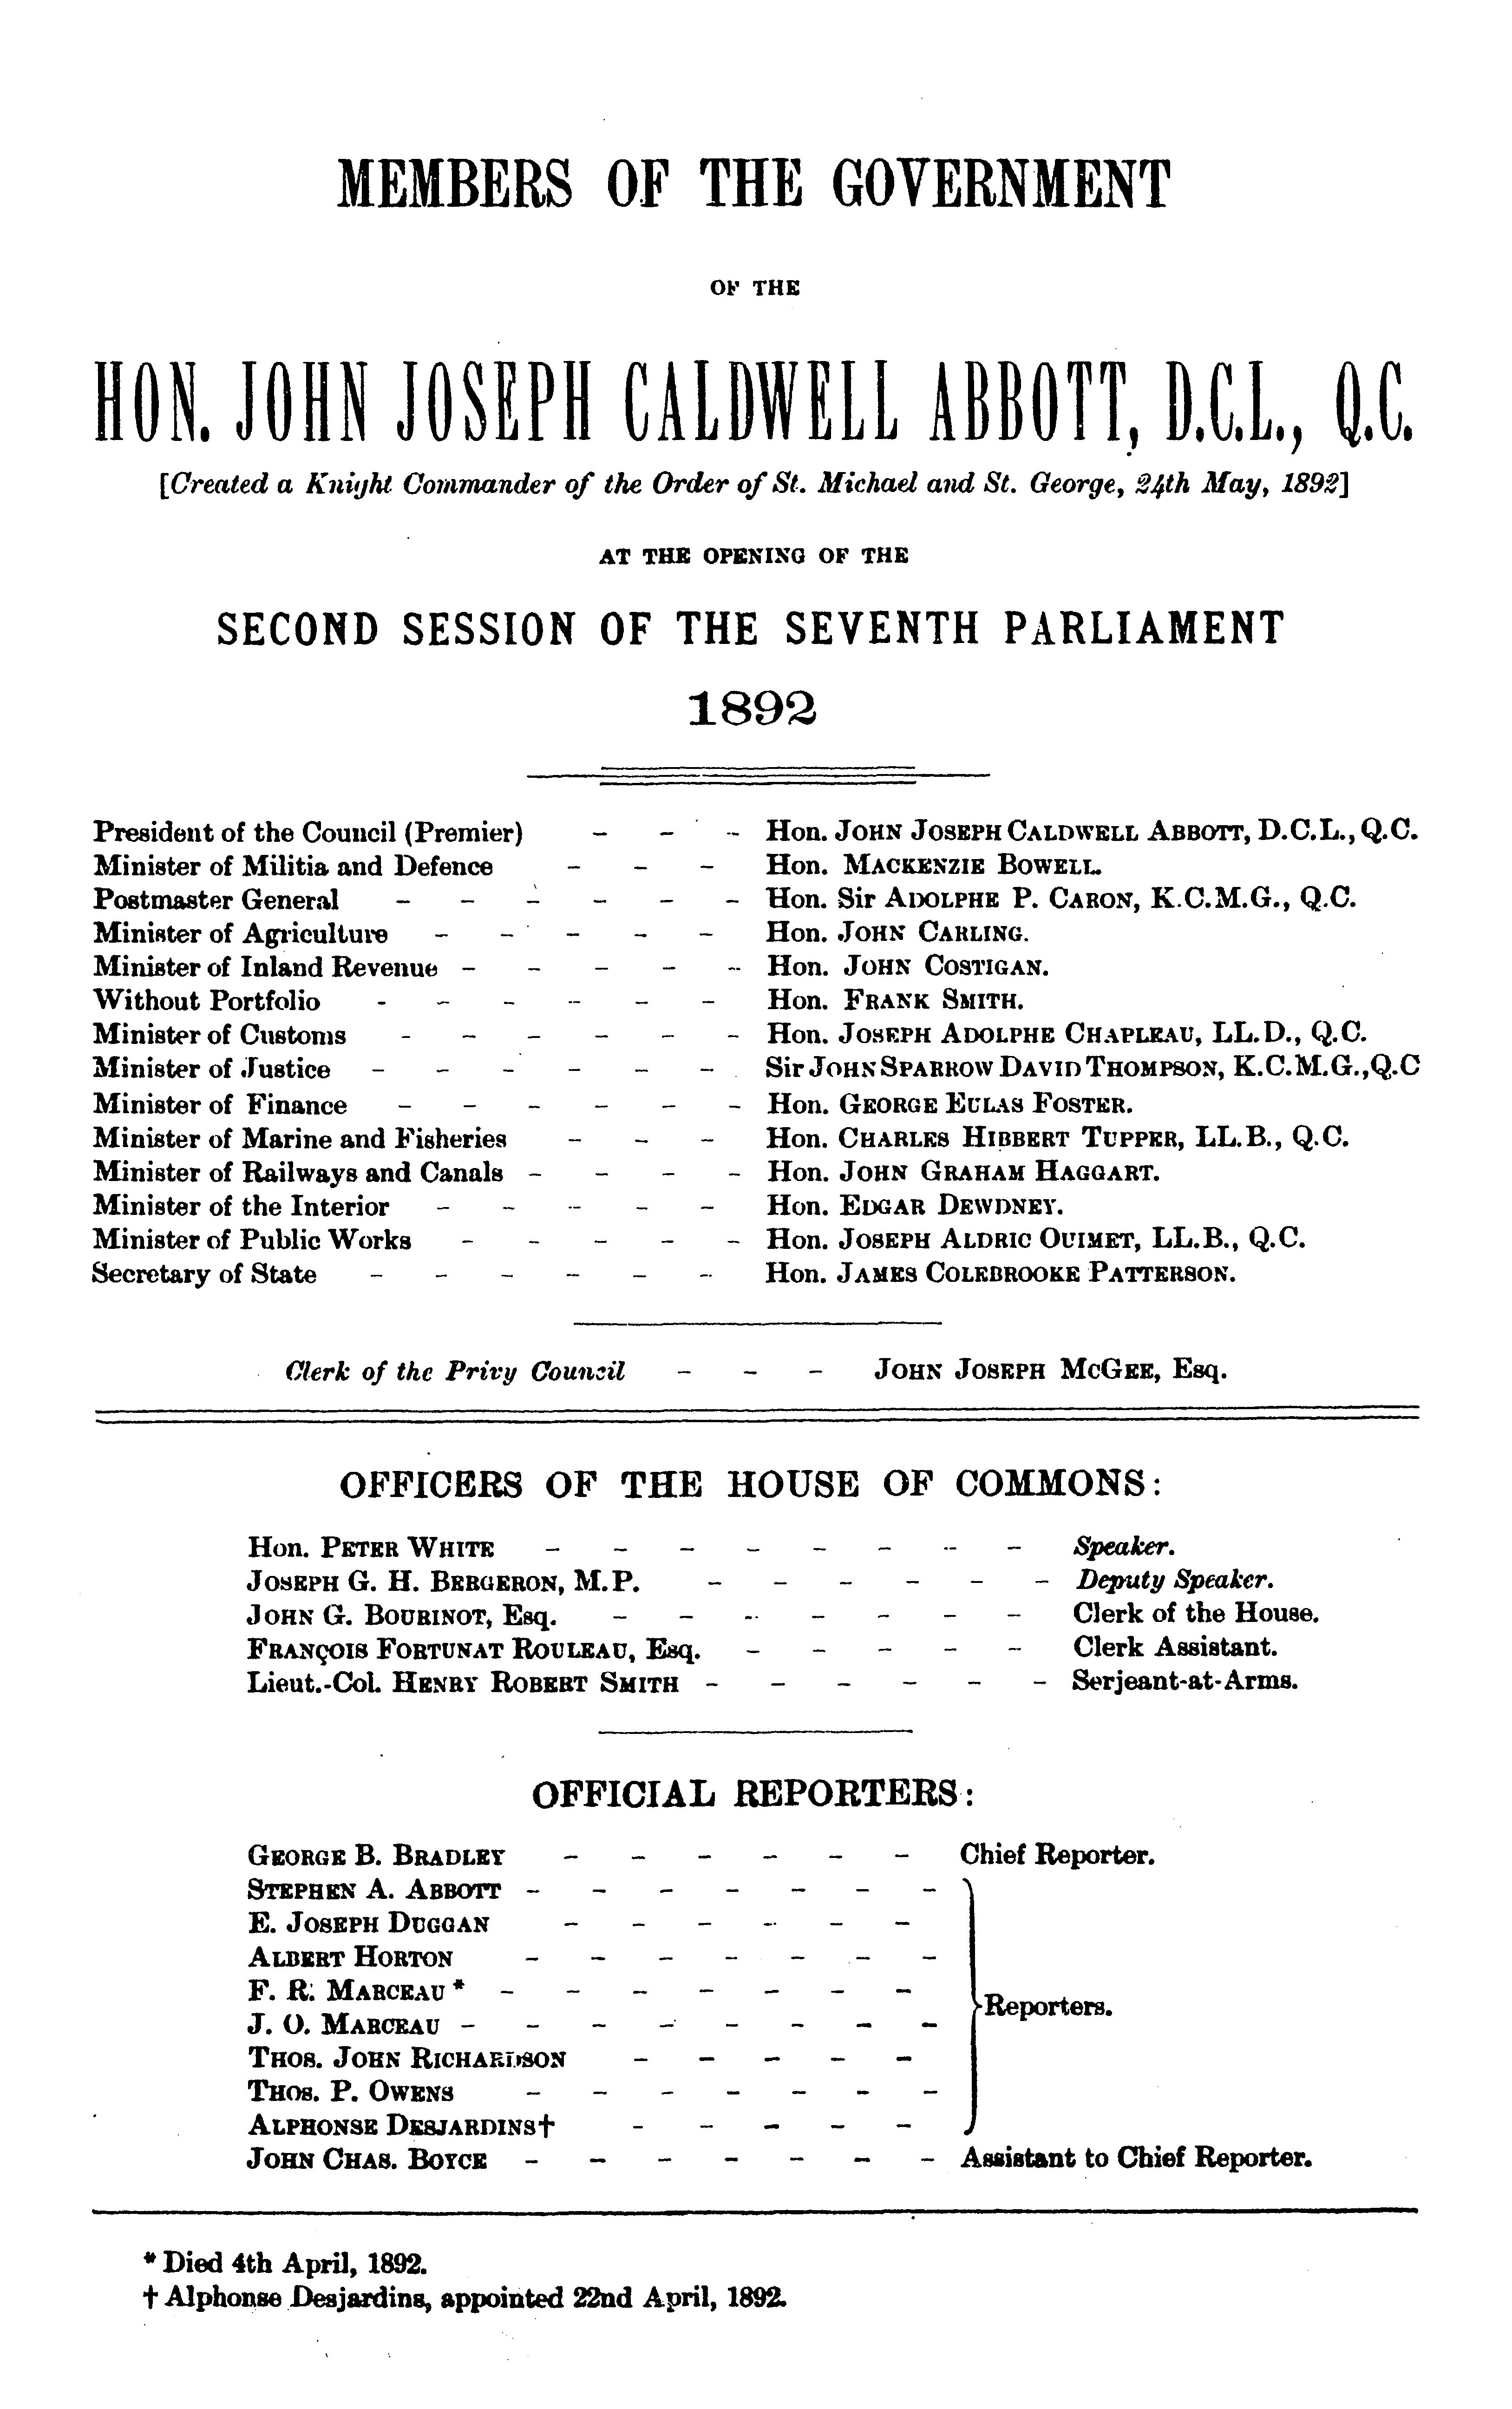 MEMBERS OF THE GOVERNMENT
OF THE
HON. JOHN JOSEPH CALDWELL ABBOTT, D.C.L., Q.C.
[Created a Knight Commander of the Order of St. Michael and St. George, 24th May, 1892]
AT THE OPENING OF THE
SECOND SESSION OF THE SEVENTH PARLIAMENT
1892
President of the Council (Premier) - - - Hon. JOHN JOSEPH CALDWELL ABBOTT, D.C.L., Q.C.
Minister of Militia and Defence - - - Hon. MACKENZIE BOWELL.
Postmaster General - - - - - - Hon. Sir ADOLPHE P. CARON, K.C.M.G., Q.C.
Minister of Agriculture - - - - - Hon. JOHN CARLING.
Minister of Inland Revenue - - - - - Hon. JOHN COSTIGAN.
Without Portfolio - - - - - - Hon. FRANK SMITH.
Minister of Customs - - - - - - Hon. JOSEPH ADOLPHE CHAPLEAU, LL.D., Q.C.
Minister of Justice - - - - - - Sir JOHN SPARROW DAVID THOMPSON, K.C.M.G., Q.C
Minister of Finance - - - - - - Hon. GEORGE EULAS FOSTER.
Minister of Marine and Fisheries - - - Hon. CHARLES HIBBERT TUPPER, LL.B., Q.C.
Minister of Railways and Canals - - - - Hon. JOHN GRAHAM HAGGART.
Minister of the Interior - - - - - Hon. EDGAR DEWDNEY.
Minister of Public Works - - - - - Hon. JOSEPH ALDRIC OUIMET, LL.B., Q.C.
Secretary of State - - - - - - Hon. JAMES COLEBROOKE PATTERSON.
Clerk of the Privy Council - - - JOHN JOSEPH MCGEE, Esq.
OFFICERS OF THE HOUSE OF COMMONS:
Hon. PETER WHITE - - - - - - - - Speaker.
JOSEPH G. H. BERGERON, M.P. - - - - - - Deputy Speaker.
JOHN G. BOURINOT, Esq. - - - - - - - Clerk of the House.
FRANÇOIS FORTUNAT ROULEAU, Esq. - - - - - Clerk Assistant.
Lieut.-Col. HENRY ROBERT SMITH - - - - - - Serjeant-at-Arms.
OFFICIAL REPORTERS:
GEORGE B. BRADLEY - - - - - - Chief Reporter.
STEPHEN A. ABBOTT - - - - - - -
E. JOSEPH DUGGAN - - - - - -
ALBERT HORTON - - - - - - -
F. R. MARCEAU * - - - - - - -
Reporters.
J. O. MARCEAU - - - - - - - -
THOS. JOHN RICHARDSON - - - - -
THOS. P. OWENS - - - - - - -
ALPHONSE DESJARDINS† - - - - -
JOHN CHAS. BOYCE - - - - - - - Assistant to Chief Reporter.
* Died 4th April, 1892.
† Alphonse Desjardins, appointed 22nd April, 1892.